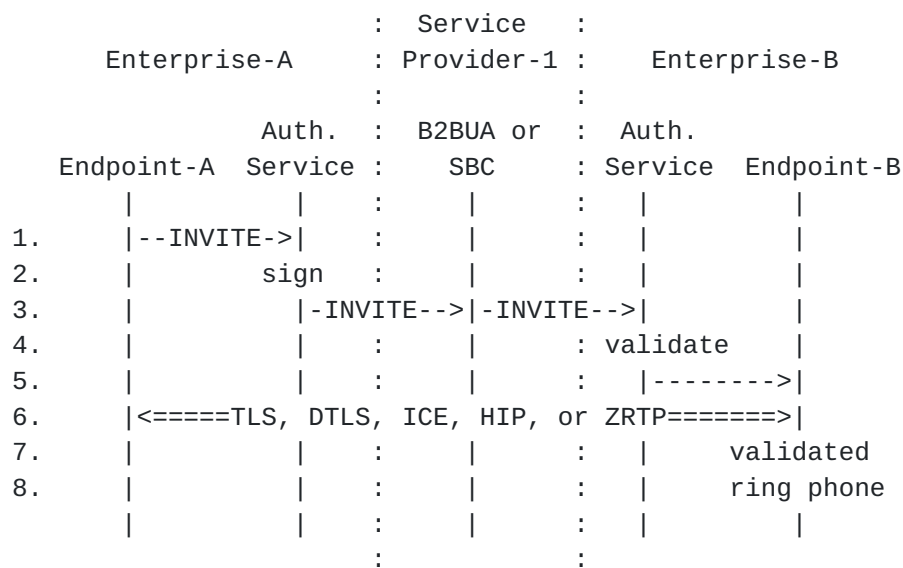 :  Service   :
      Enterprise-A     : Provider-1 :    Enterprise-B
                       :            :
                Auth.  :  B2BUA or  :  Auth.
   Endpoint-A  Service :    SBC     : Service  Endpoint-B
       |          |    :     |      :   |         |
1.     |--INVITE->|    :     |      :   |         |
2.     |        sign   :     |      :   |         |
3.     |          |-INVITE-->|-INVITE-->|         |
4.     |          |    :     |      : validate    |
5.     |          |    :     |      :   |-------->|
6.     |<=====TLS, DTLS, ICE, HIP, or ZRTP=======>|
7.     |          |    :     |      :   |     validated
8.     |          |    :     |      :   |     ring phone
       |          |    :     |      :   |         |
                       :            :